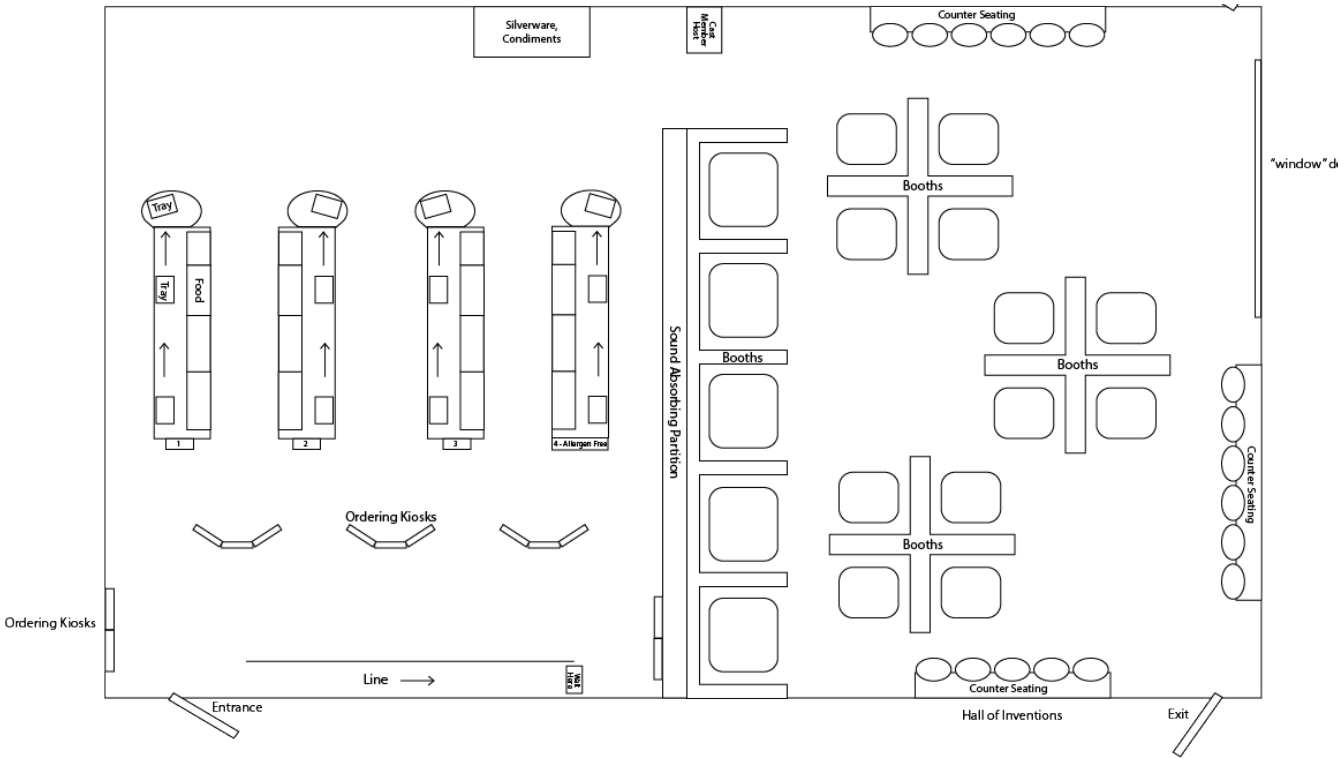 Silverware,
Condiments
Cast
Member
Host
Counter Seating
"window" de
Tray
Tray
Food
Booths
Sound Absorbing Partition
Booths
Booths
Counter Seating
1
2
3
4 - Allergen Free
Ordering Kiosks
Booths
Ordering Kiosks
Line
Wait
Here
Counter Seating
Entrance
Hall of Inventions
Exit